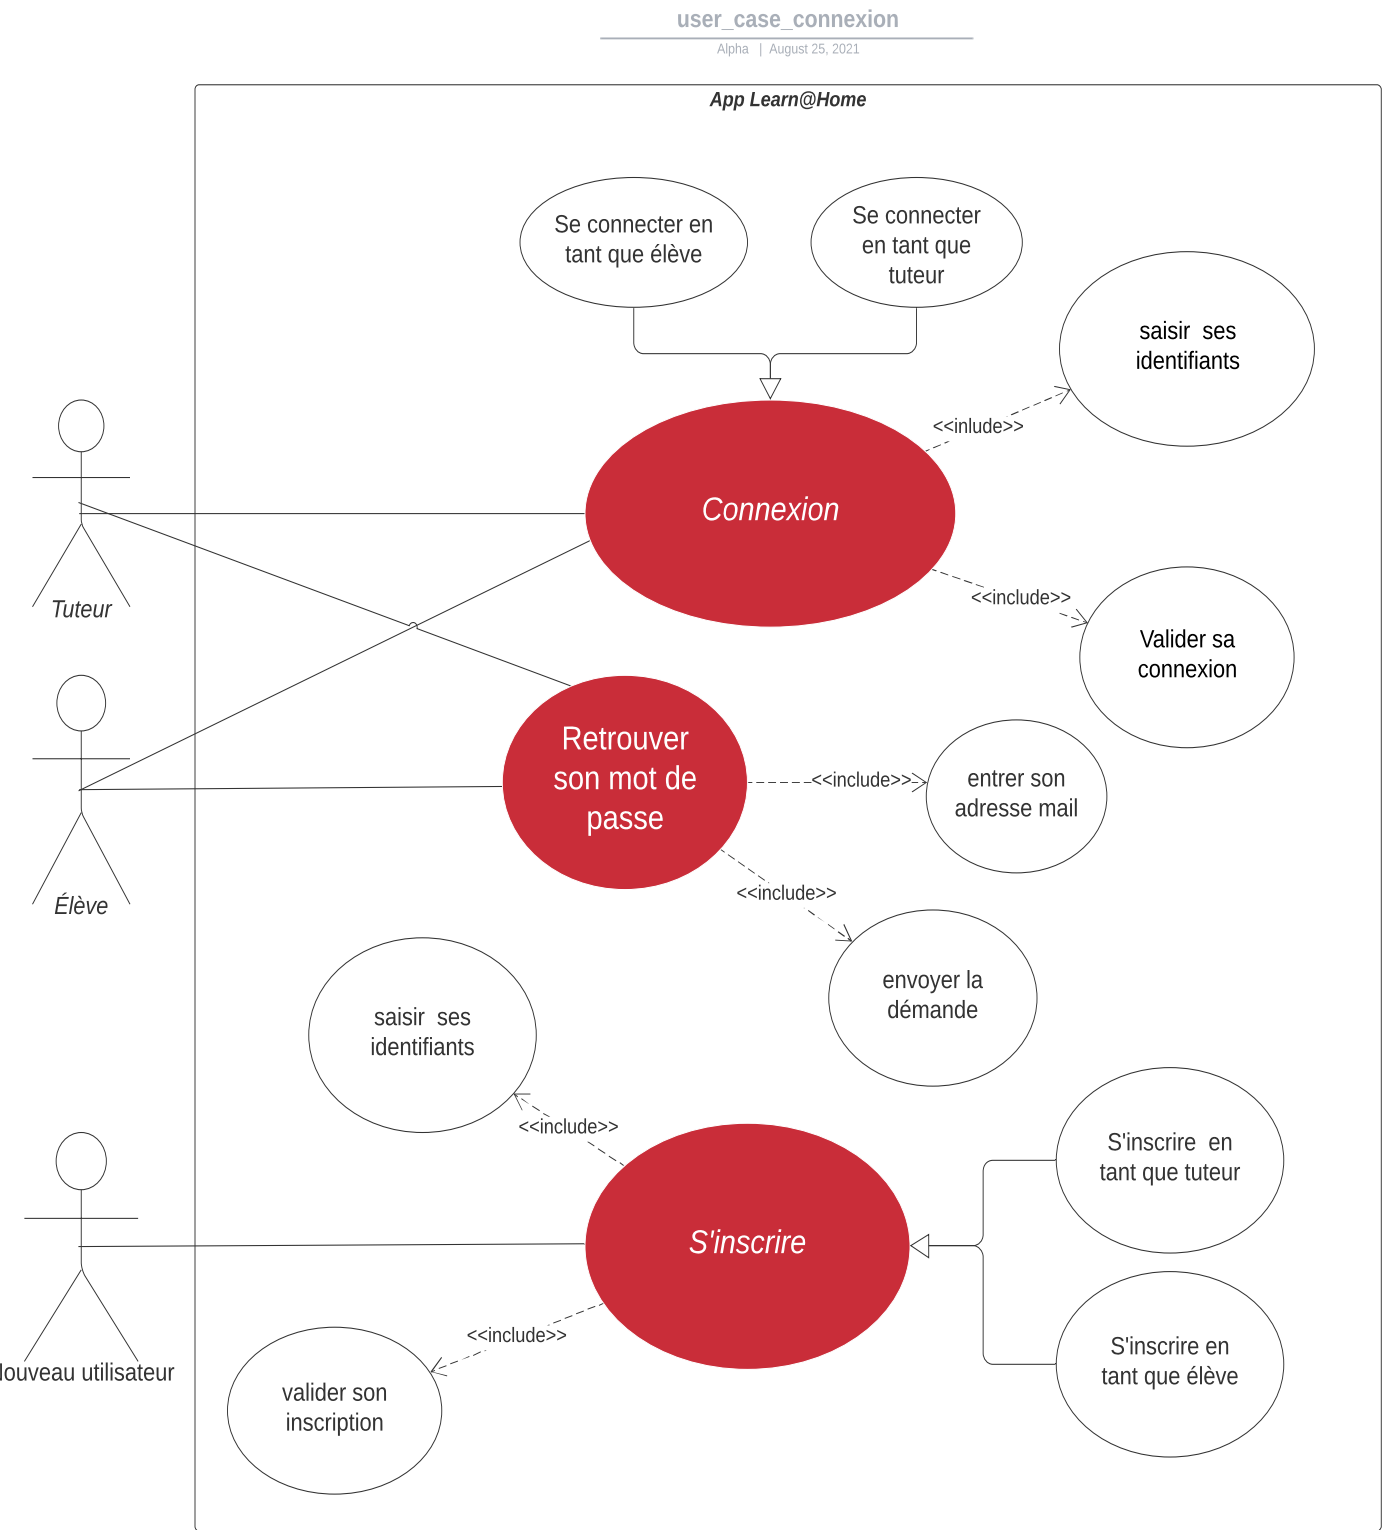 user_case_connexion
Alpha | August 25, 2021
App Learn@Home
Se connecter en
tant que élève
Se connecter
en tant que
tuteur
saisir ses
identifiants
<<inlude>>
Connexion
<<include>>
Valider sa
connexion
Tuteur
Retrouver
son mot de
passe
<<include>>
entrer son
adresse mail
<<include>>
envoyer la
démande
Élève
saisir ses
identifiants
<<include>>
S'inscrire
S'inscrire en
tant que tuteur
S'inscrire en
tant que élève
<<include>>
valider son
inscription
Nouveau utilisateur